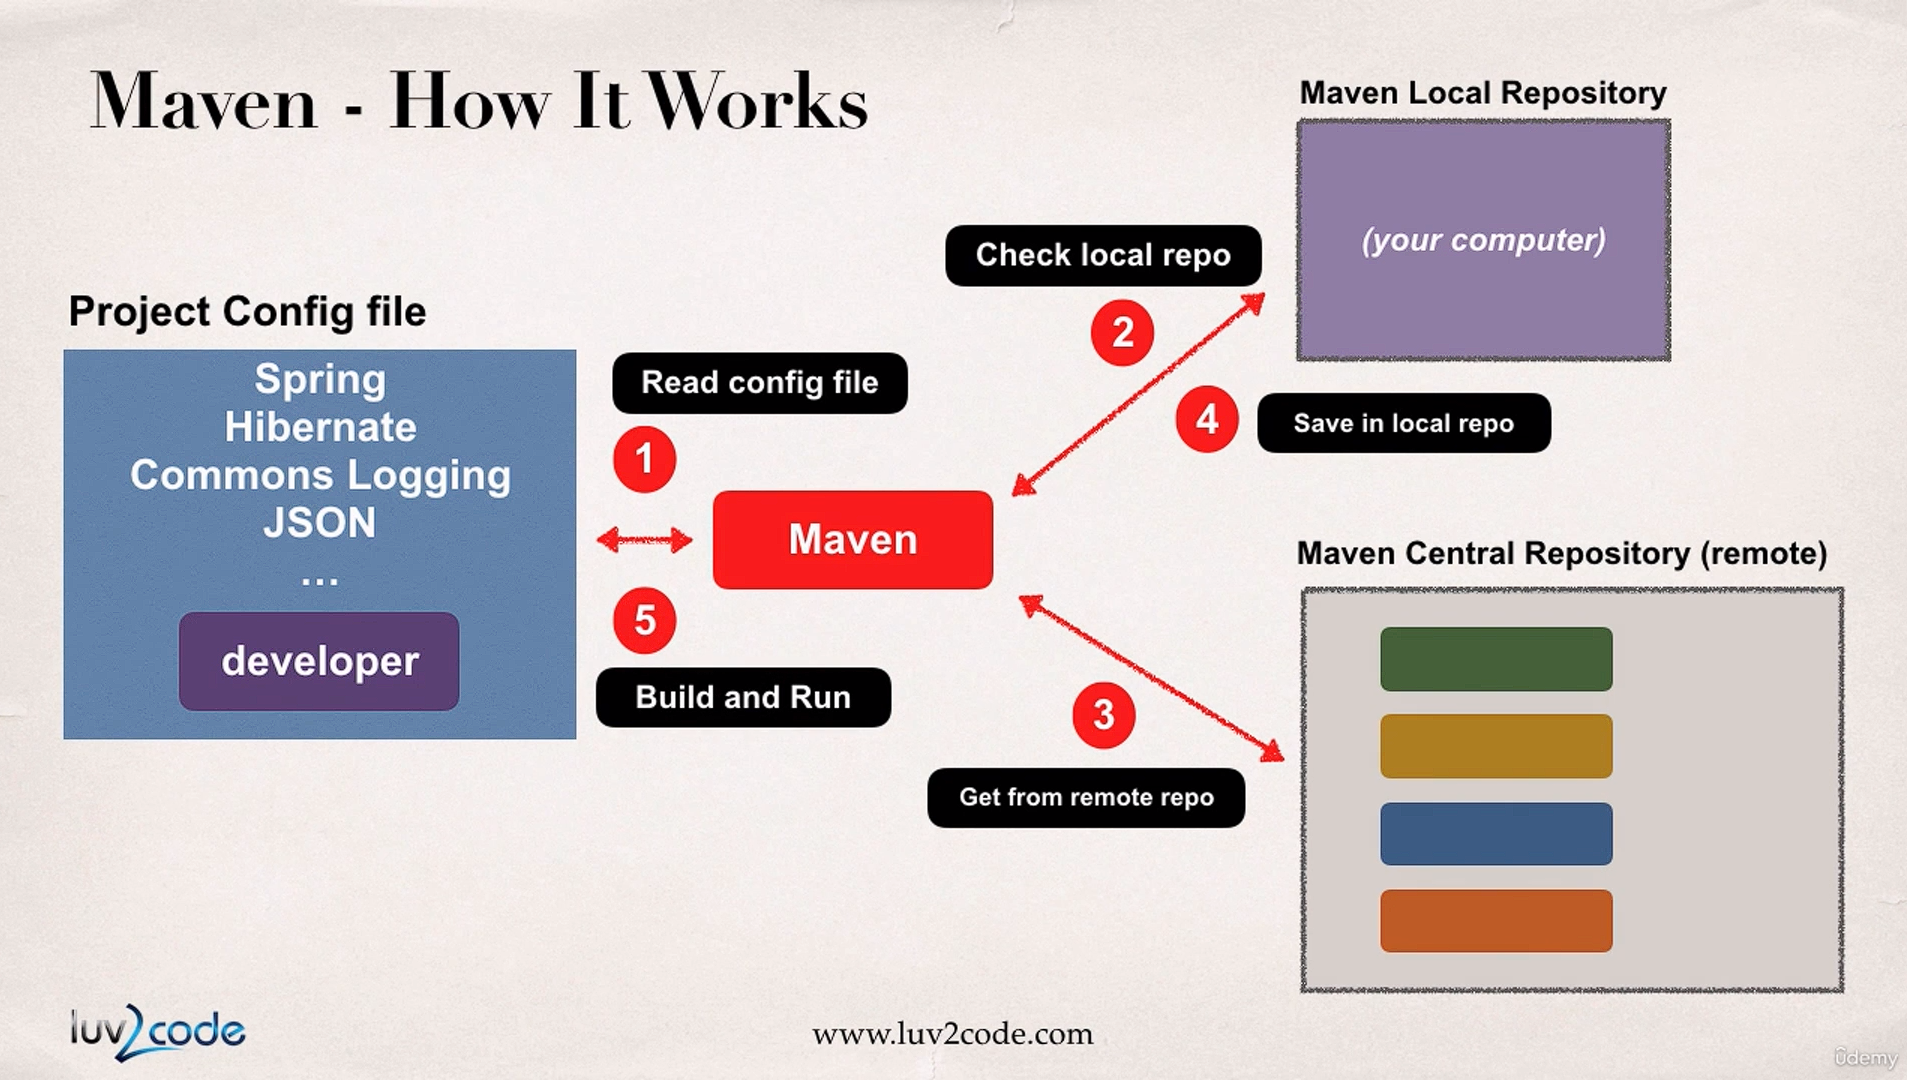 Maven - How It Works
Maven Local Repository
(your computer)
Check local repo
2
4
Save in local repo
Project Config file
Spring
Hibernate
Commons Logging
JSON
...
developer
Read config file
1
Maven
5
Build and Run
3
Get from remote repo
Maven Central Repository (remote)
luv2code
www.luv2code.com
ûdemy